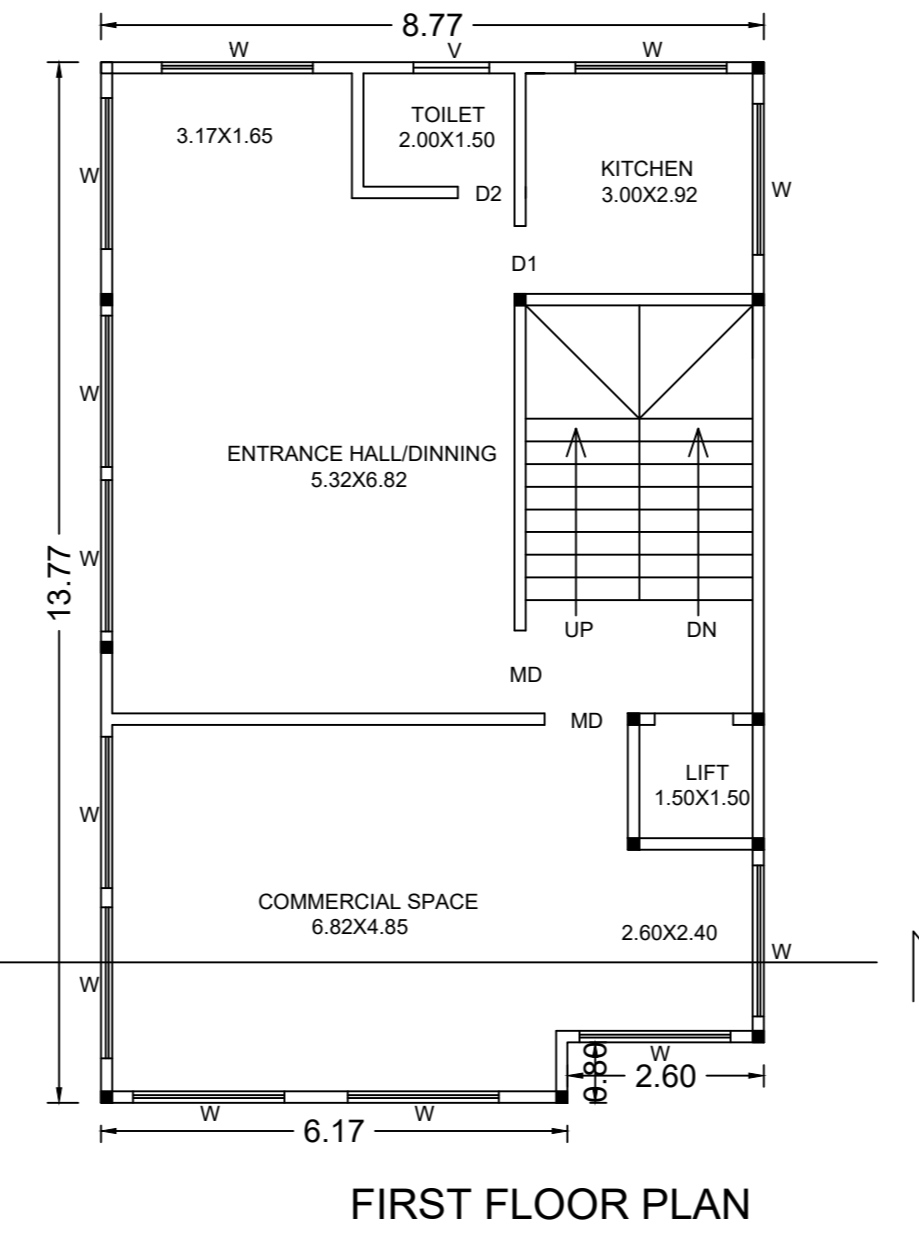 8.77
W
V
W
TOILET
2.00X1.50
3.17X1.65
KITCHEN
3.00X2.92
W
W
D2
D1
W
ENTRANCE HALL/DINNING
5.32X6.82
13.77
W
UP
DN
MD
MD
LIFT
1.50X1.50
W
COMMERCIAL SPACE
6.82X4.85
2.60X2.40
W
W
W
0.80
2.60
W
W
6.17
FIRST FLOOR PLAN